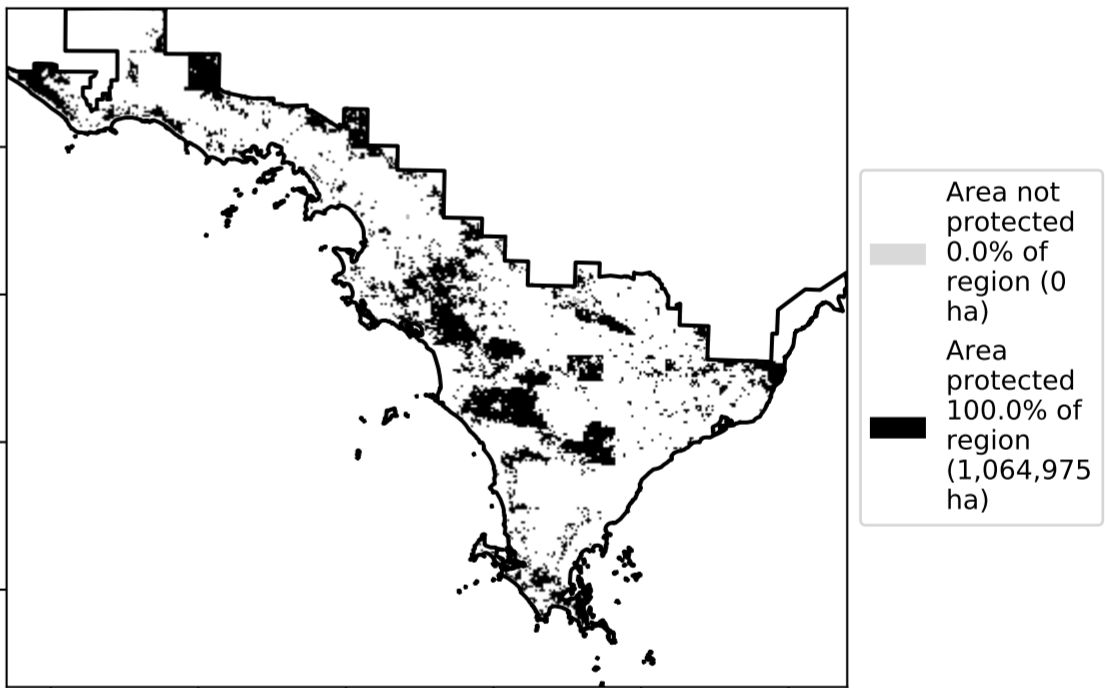 Area not
protected
0.0% of
region (0
ha)
Area
protected
100.0% of
region
(1,064,975
ha)